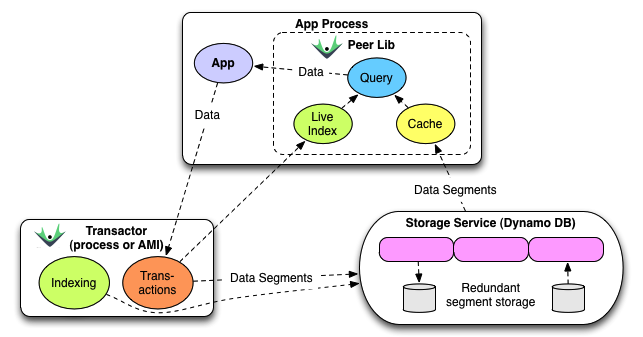 App Process
Peer Lib
App
Data
Query
Data
Live
Index
Cache
Data Segments
Transactor
(process or AMI)
Indexing
Trans-
actions
Data Segments
Storage Service (Dynamo DB)
Redundant
segment storage